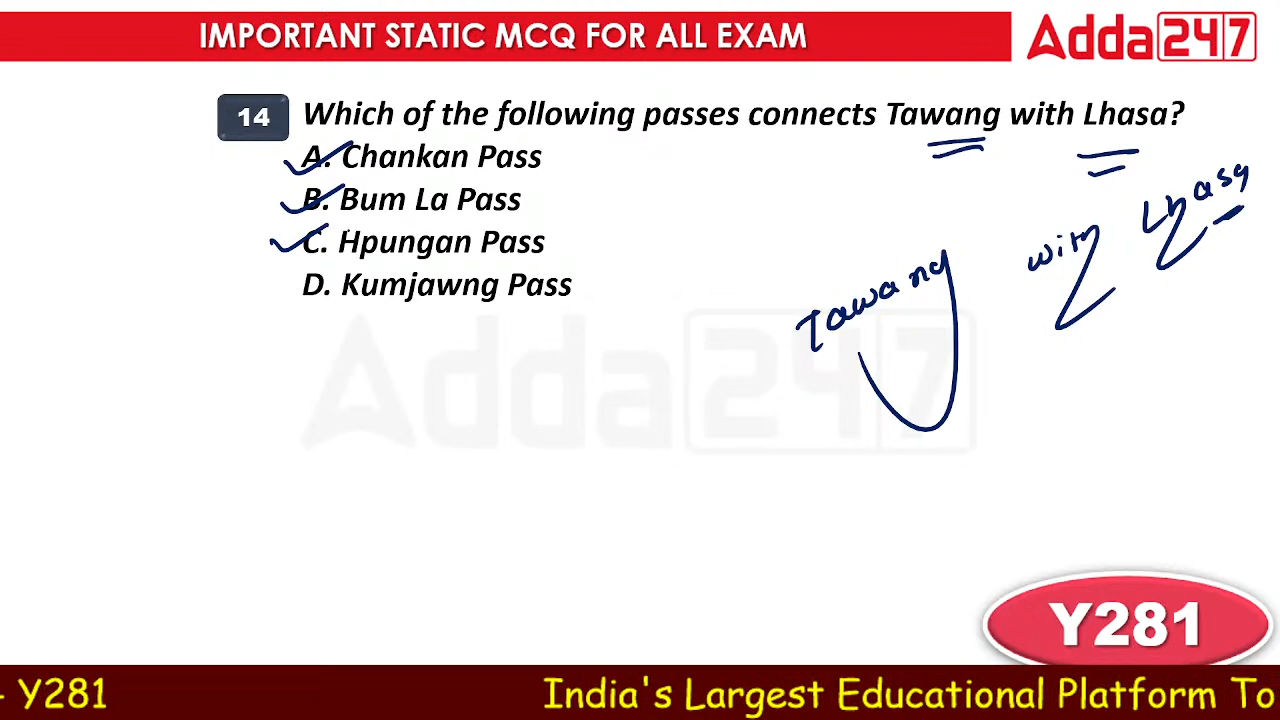 IMPORTANT STATIC MCQ FOR ALL EXAM
Adda247
14 Which of the following passes connects Tawang with Lhasa?
A. Chankan Pass
B. Bum La Pass
C. Hpungan Pass
D. Kumjawng Pass
Tawang with Lhasa
Adda247
Y281
- Y281 India's Largest Educational Platform To